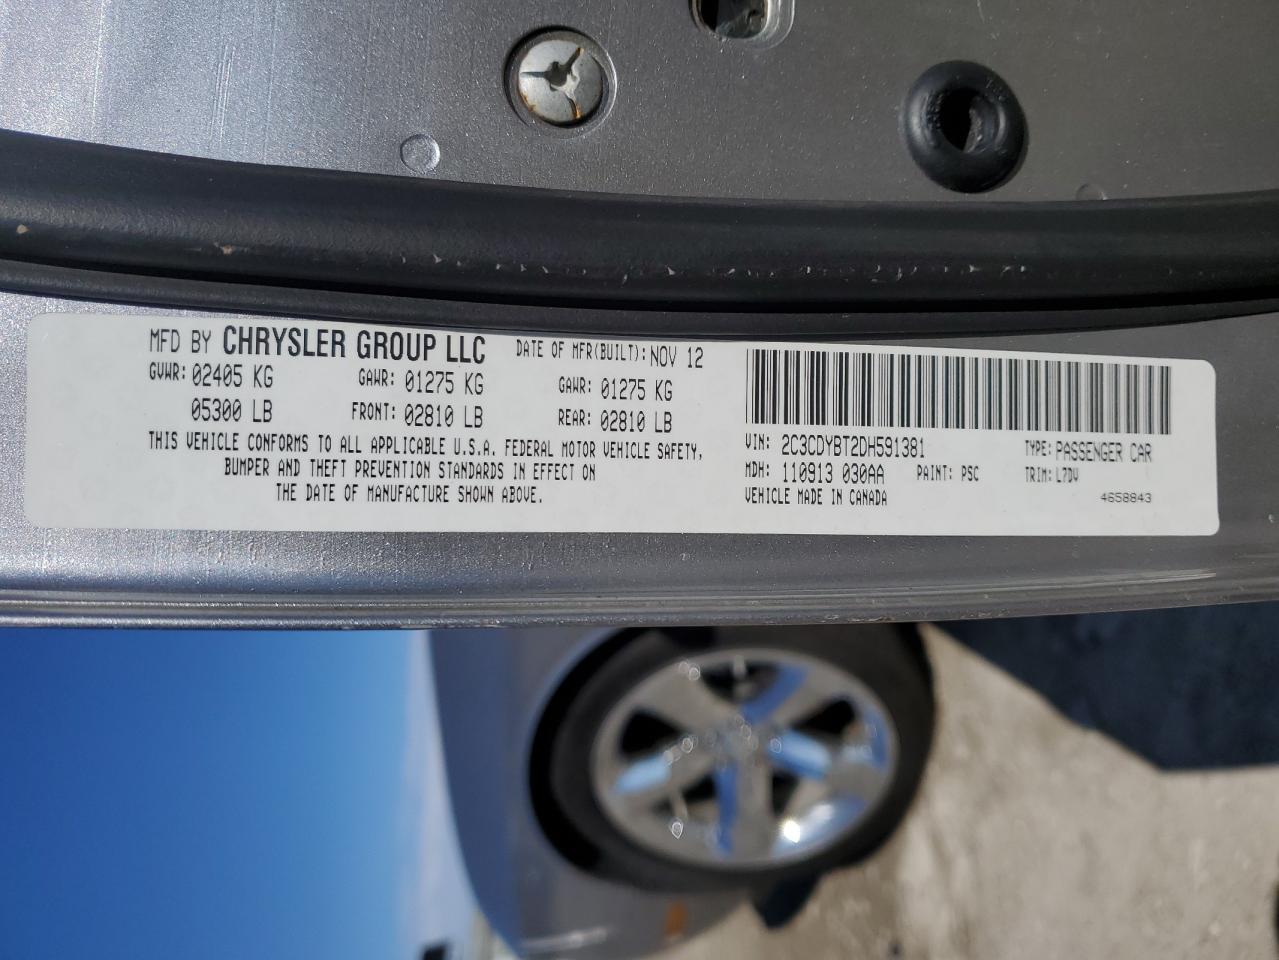 MFD BY CHRYSLER GROUP LLC DATE OF MFR(BUILT): NOV 12
GVWR: 02405 KG GAWR: 01275 KG GAWR: 01275 KG
05300 LB FRONT: 02810 LB REAR: 02810 LB
THIS VEHICLE CONFORMS TO ALL APPLICABLE U.S.A. FEDERAL MOTOR VEHICLE SAFETY,
BUMPER AND THEFT PREVENTION STANDARDS IN EFFECT ON
THE DATE OF MANUFACTURE SHOWN ABOVE.
VIN: 2C3CDYBT2DH591381 TYPE: PASSENGER CAR
MDH: 110913 030AA PAINT: PSC TRIM: L7DV
VEHICLE MADE IN CANADA 4658843